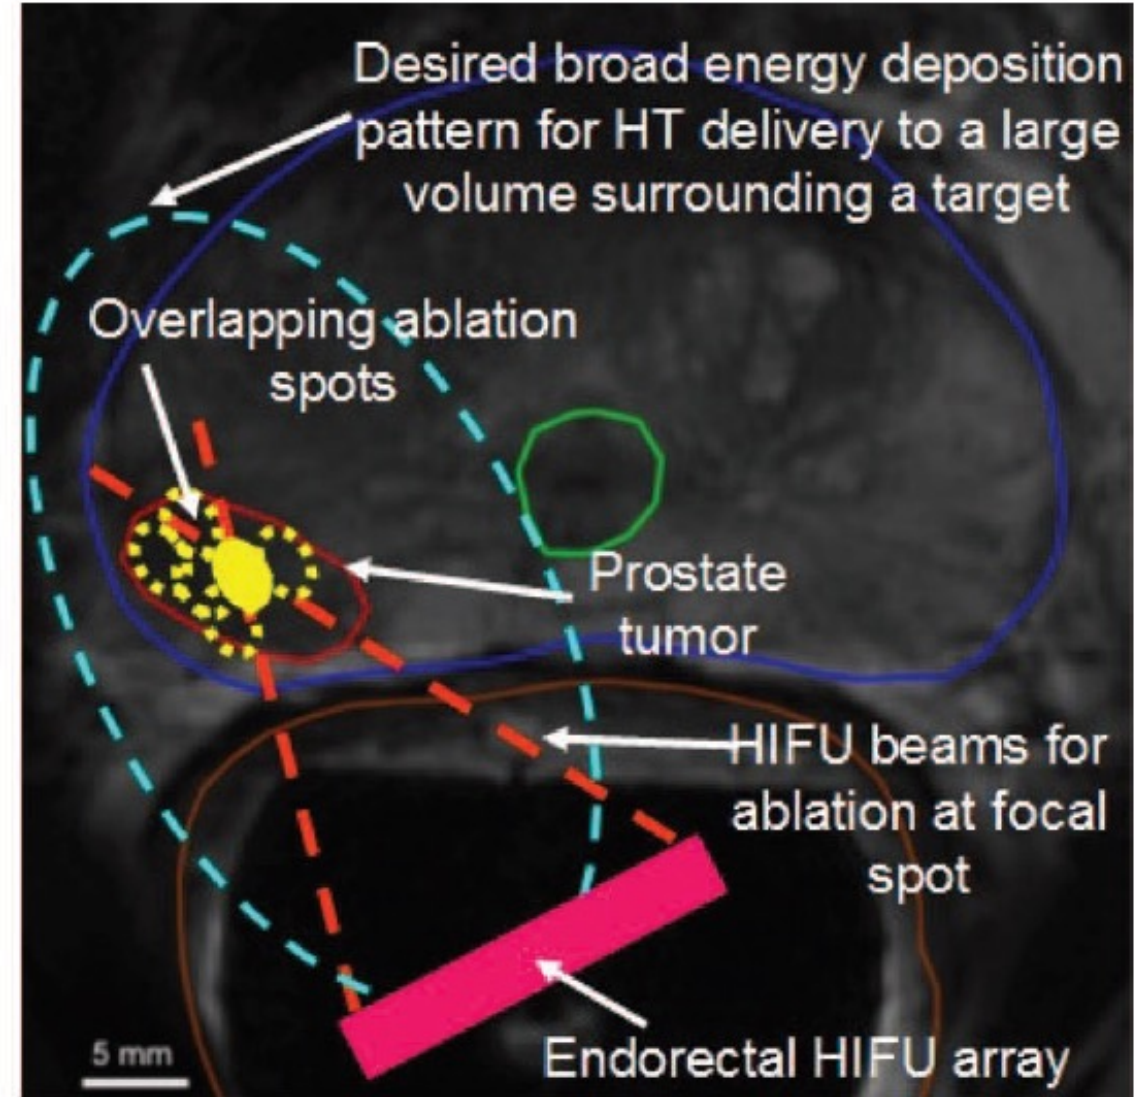 Desired broad energy deposition
pattern for HT delivery to a large
volume surrounding a target
Overlapping ablation
spots
Prostate
tumor
HIFU beams for
ablation at focal
spot
Endorectal HIFU array
5 mm